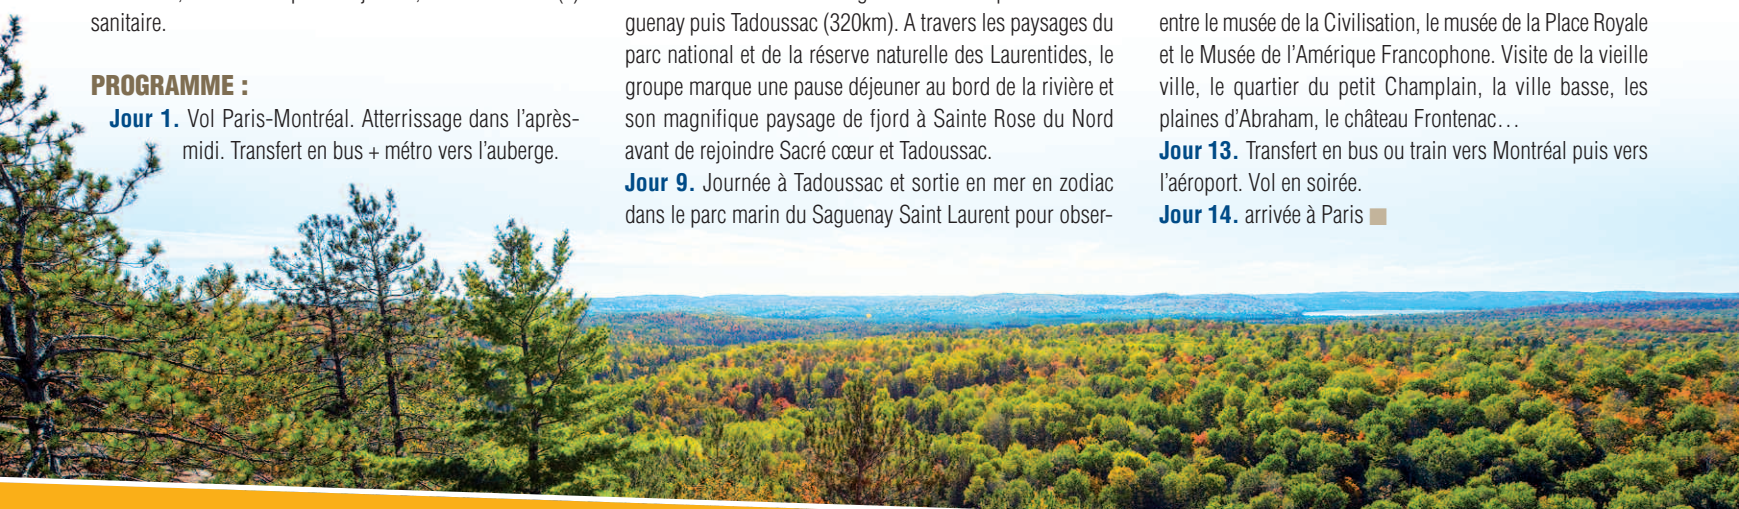 sanitaire.
PROGRAMME :
Jour 1. Vol Paris-Montréal. Atterrissage dans l'après-
midi. Transfert en bus + métro vers l'auberge.
guenay puis Tadoussac (320km). A travers les paysages du
parc national et de la réserve naturelle des Laurentides, le
groupe marque une pause déjeuner au bord de la rivière et
son magnifique paysage de fjord à Sainte Rose du Nord
avant de rejoindre Sacré cœur et Tadoussac.
Jour 9. Journée à Tadoussac et sortie en mer en zodiac
dans le parc marin du Saguenay Saint Laurent pour obser-
entre le musée de la Civilisation, le musée de la Place Royale
et le Musée de l'Amérique Francophone. Visite de la vieille
ville, le quartier du petit Champlain, la ville basse, les
plaines d'Abraham, le château Frontenac…
Jour 13. Transfert en bus ou train vers Montréal puis vers
l'aéroport. Vol en soirée.
Jour 14. arrivée à Paris